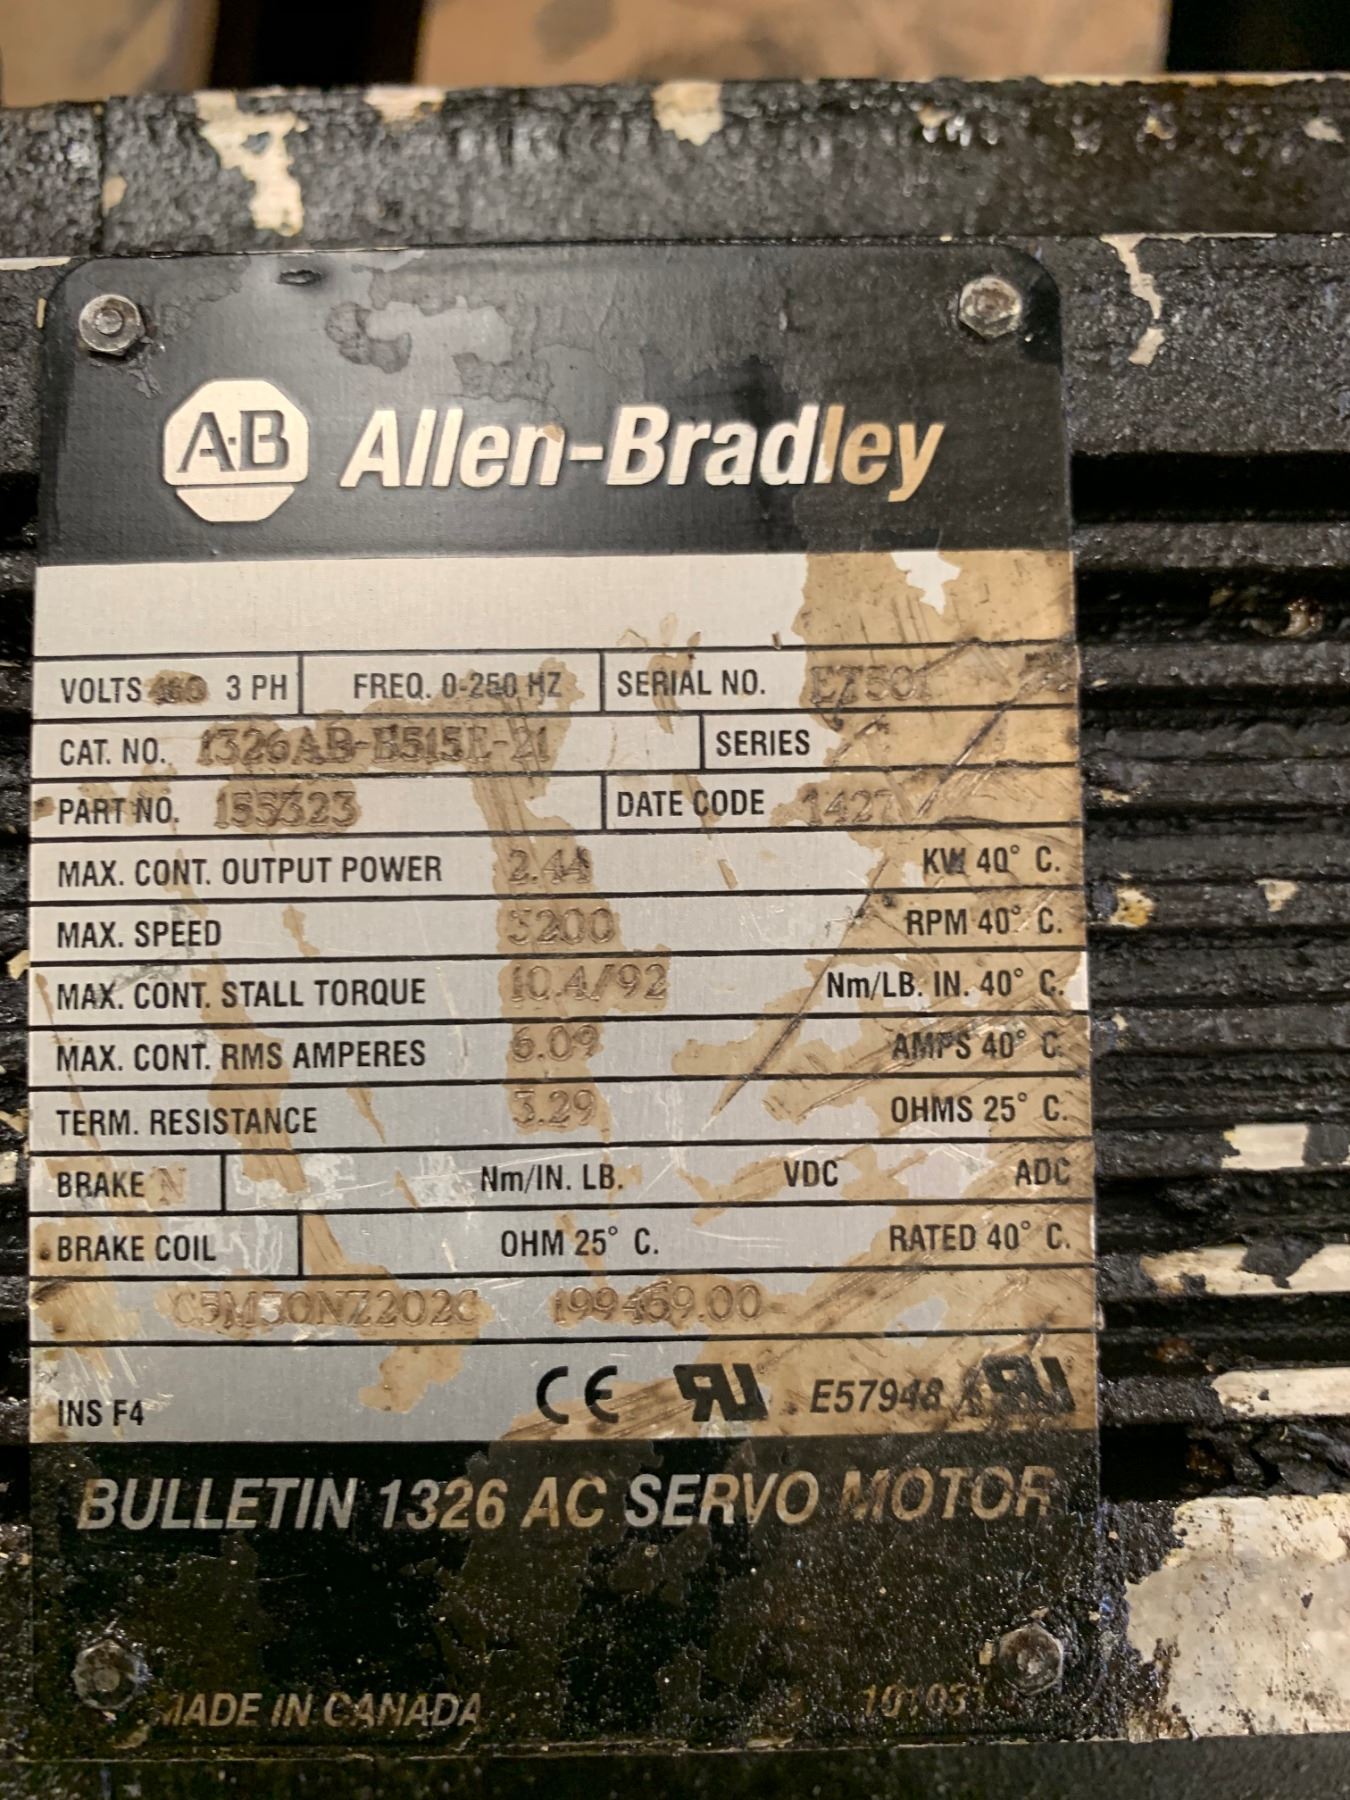 A·B Allen-Bradley
VOLTS 460 3 PH FREQ. 0-250 HZ SERIAL NO.
CAT. NO. 1326AB-B515E-21 SERIES
PART NO. 155323 DATE CODE 1427
MAX. CONT. OUTPUT POWER 2.44 KW 40° C.
MAX. SPEED 3200 RPM 40° C.
MAX. CONT. STALL TORQUE 10.4/92 Nm/LB. IN. 40° C.
MAX. CONT. RMS AMPERES 6.09 AMPS 40° C.
TERM. RESISTANCE 3.29 OHMS 25° C.
BRAKE N Nm/IN. LB. VDC ADC
BRAKE COIL OHM 25° C. RATED 40° C.
199469.00
INS F4 CE RU E57948 RU
BULLETIN 1326 AC SERVO MOTOR
MADE IN CANADA